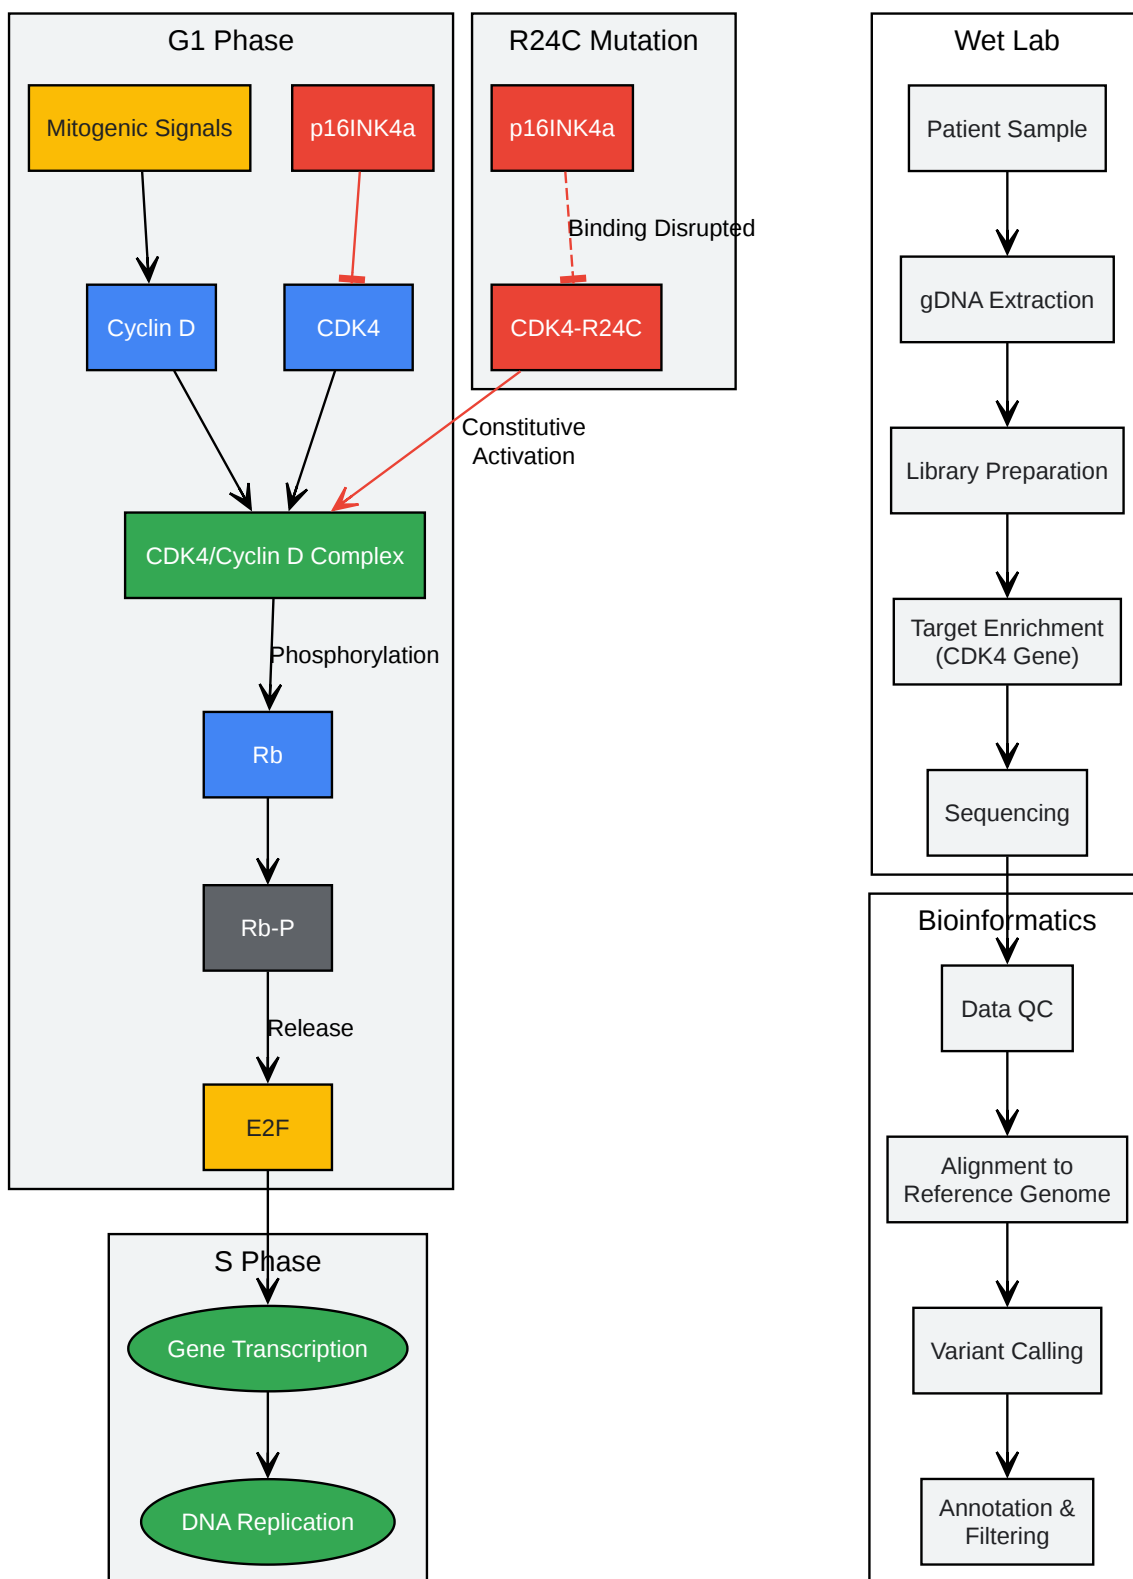 G1 Phase
Mitogenic Signals
p16INK4a
Cyclin D
CDK4
CDK4/Cyclin D Complex
Phosphorylation
Rb
Rb-P
Release
E2F
S Phase
Gene Transcription
DNA Replication
R24C Mutation
p16INK4a
Binding Disrupted
CDK4-R24C
Constitutive
Activation
Wet Lab
Patient Sample
gDNA Extraction
Library Preparation
Target Enrichment
(CDK4 Gene)
Sequencing
Bioinformatics
Data QC
Alignment to
Reference Genome
Variant Calling
Annotation &
Filtering